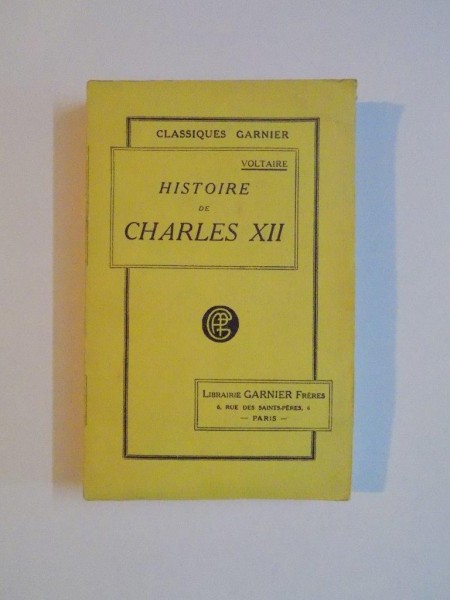 CLASSIQUES GARNIER
VOLTAIRE
HISTOIRE
DE
CHARLES XII
LIBRAIRIE GARNIER FRÈRES
6, RUE DES SAINTS-PÈRES, 6
— PARIS —